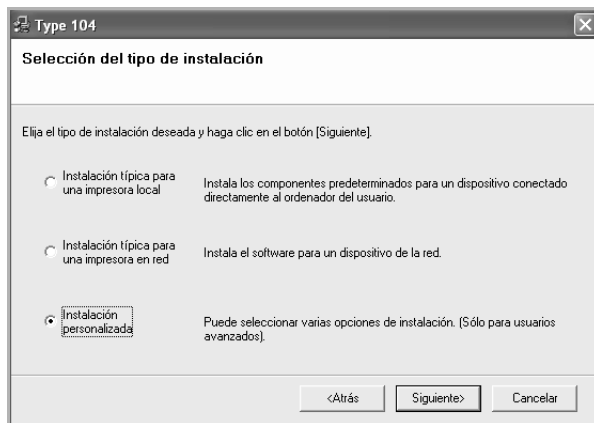 Type 104
Selección del tipo de instalación
Elija el tipo de instalación deseada y haga clic en el botón [Siguiente].
Instalación típica para
una impresora local
Instala los componentes predeterminados para un dispositivo conectado
directamente al ordenador del usuario.
Instalación típica para
una impresora en red
Instala el software para un dispositivo de la red.
Instalación
personalizada
Puede seleccionar varias opciones de instalación. (Sólo para usuarios
avanzados).
<Atrás
Siguiente>
Cancelar